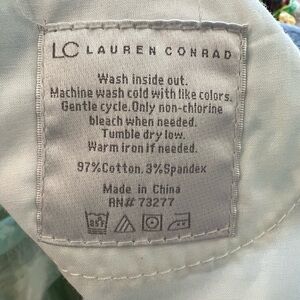 LC LAUREN CONRAD
Wash inside out.
Machine wash cold with like colors.
Gentle cycle. Only non-chlorine
bleach when needed.
Tumble dry low.
Warm iron if needed.
97%Cotton, 3%Spandex
Made in China
RN# 73277